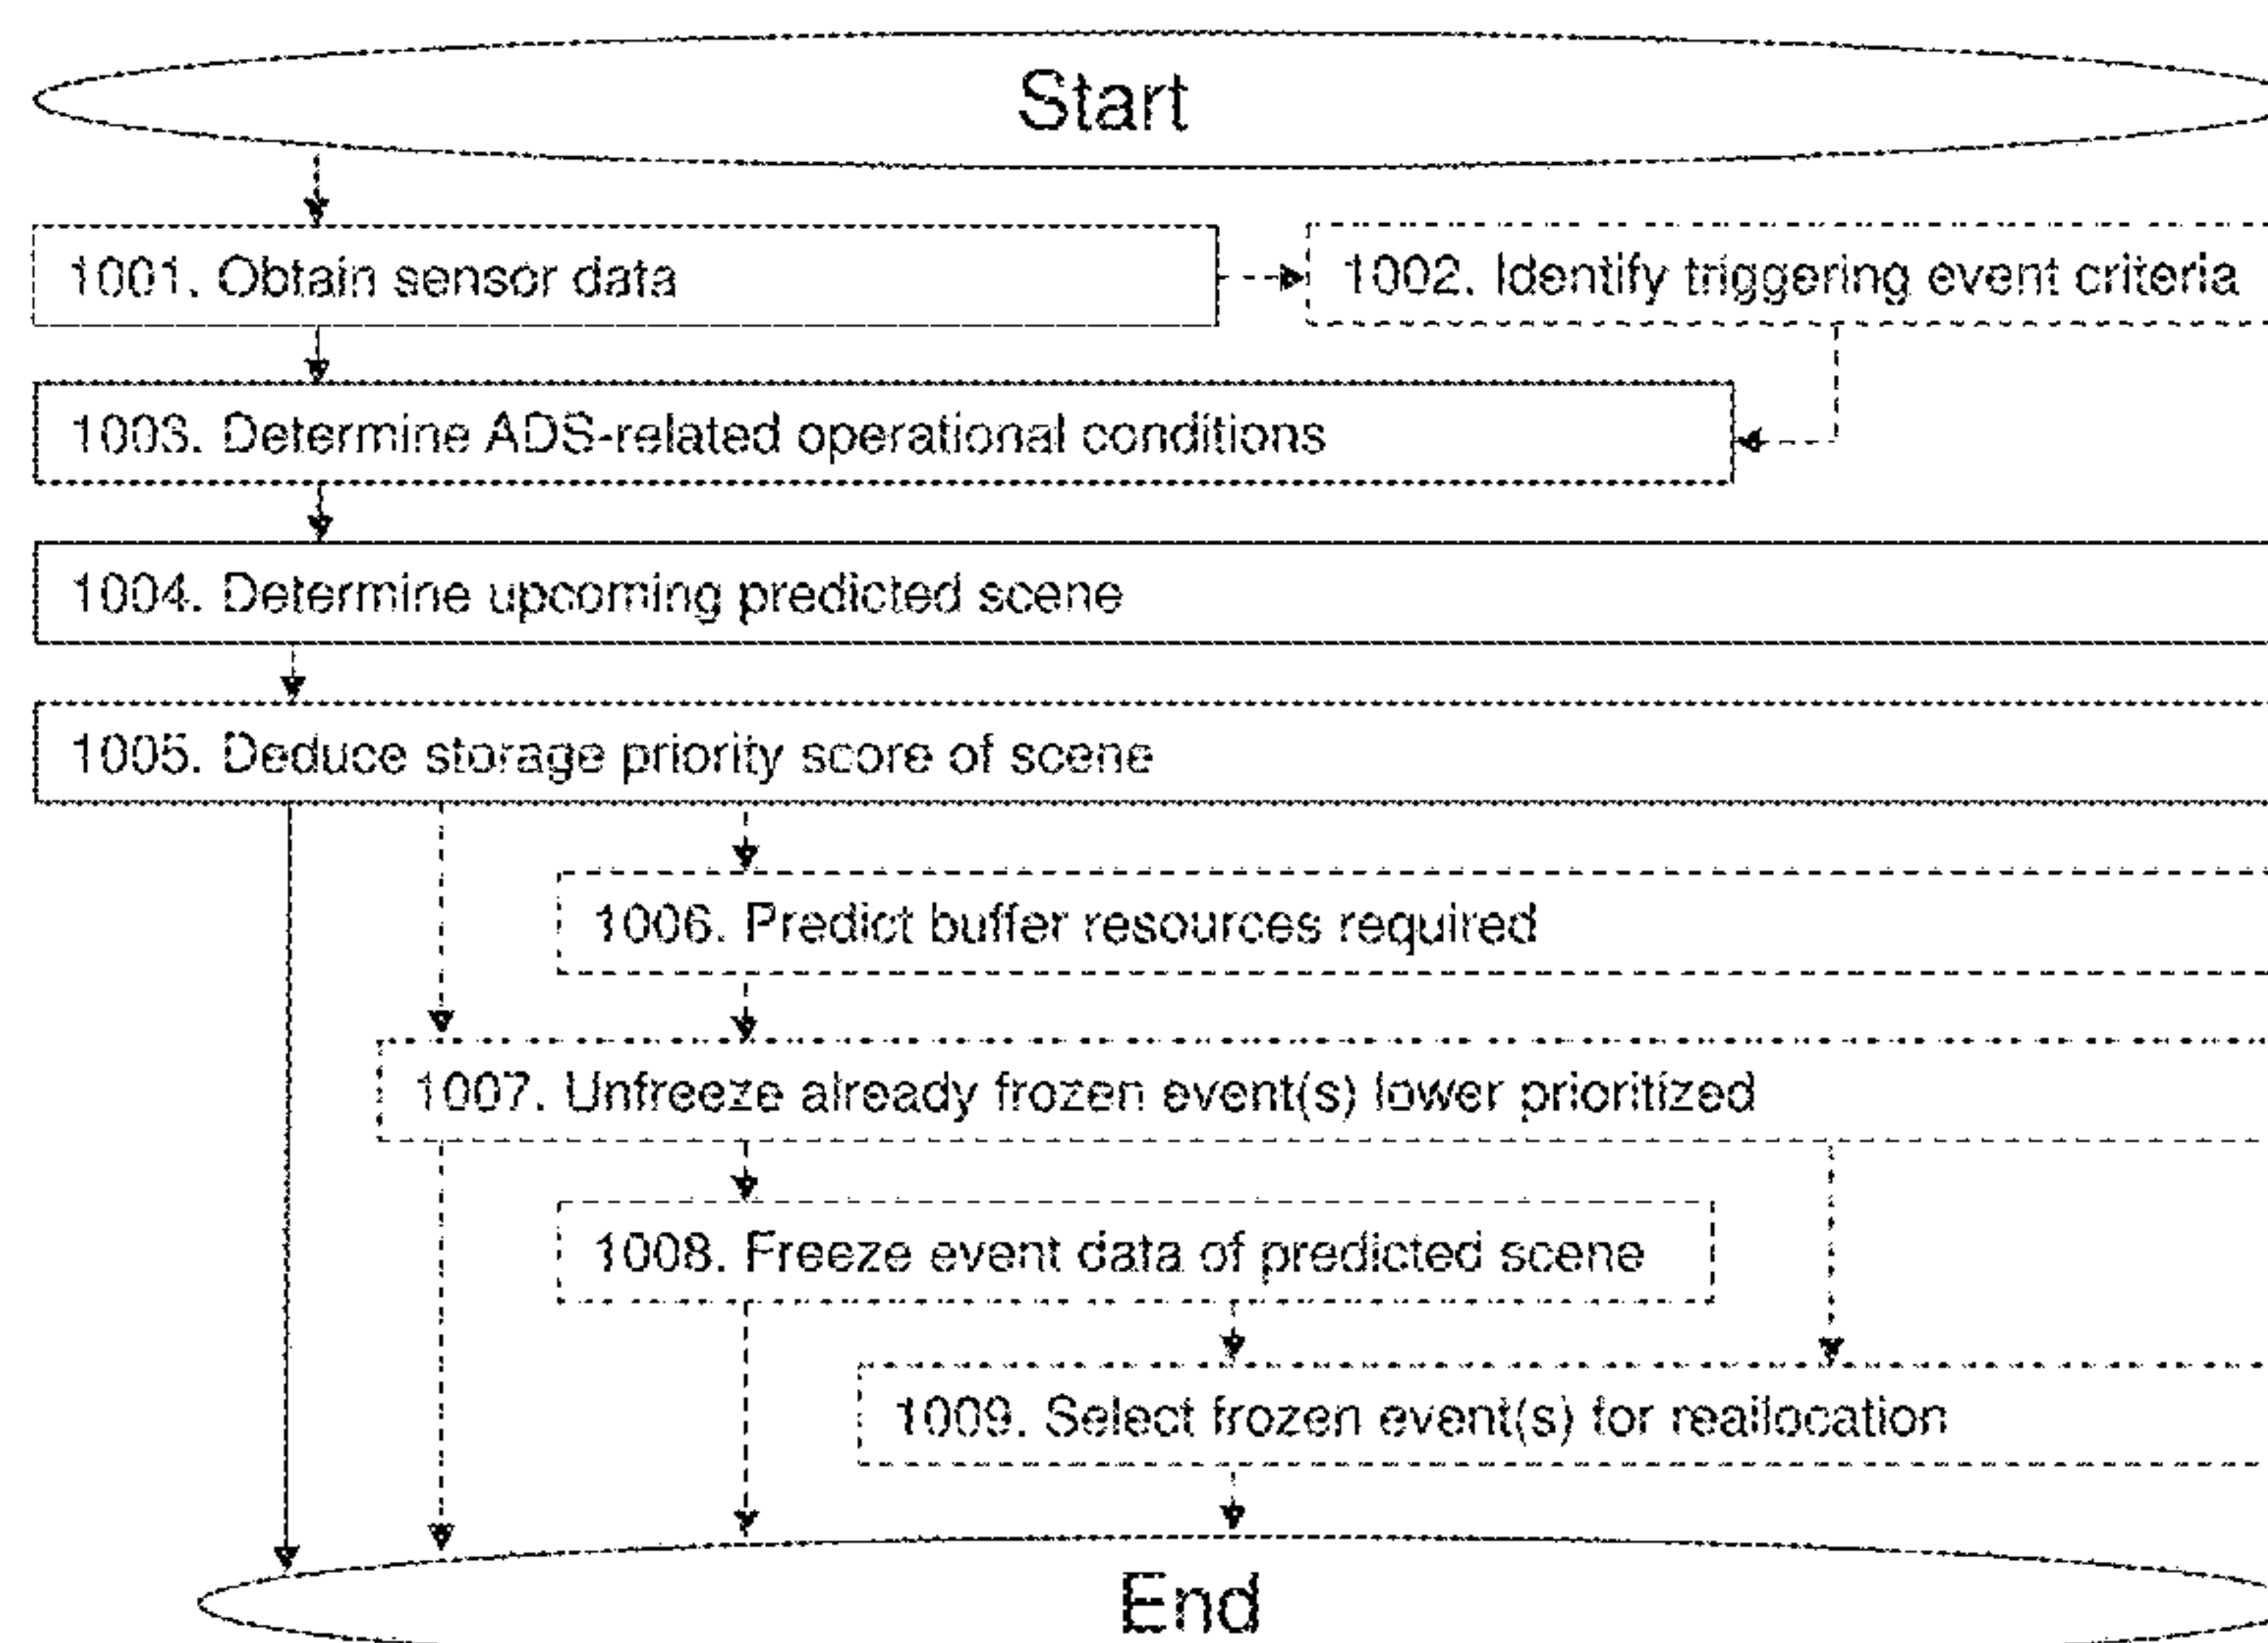 Start
1001. Obtain sensor data
1002. Identify triggering event criteria
1003. Determine ADS-related operational conditions
1004. Determine upcoming predicted scene
1005. Deduce storage priority score of scene
1006. Predict buffer resources required
1007. Unfreeze already frozen event(s) lower prioritized
1008. Freeze event data of predicted scene
1009. Select frozen event(s) for reallocation
End